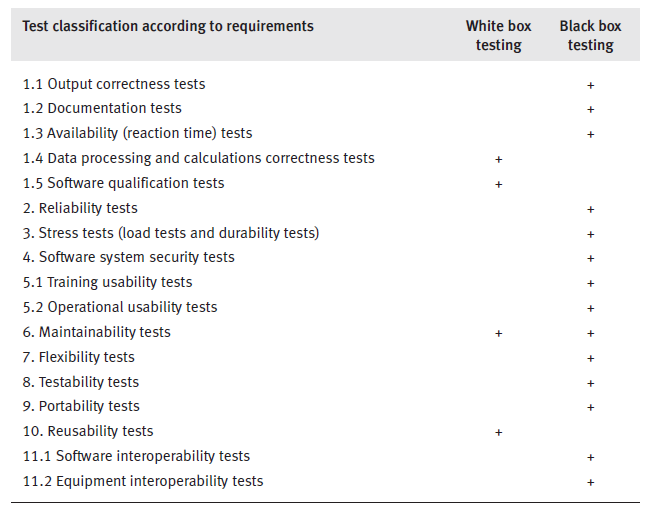 Test classification according to requirements White box testing Black box testing
1.1 Output correctness tests +
1.2 Documentation tests +
1.3 Availability (reaction time) tests +
1.4 Data processing and calculations correctness tests +
1.5 Software qualification tests +
2. Reliability tests +
3. Stress tests (load tests and durability tests) +
4. Software system security tests +
5.1 Training usability tests +
5.2 Operational usability tests +
6. Maintainability tests + +
7. Flexibility tests +
8. Testability tests +
9. Portability tests +
10. Reusability tests +
11.1 Software interoperability tests +
11.2 Equipment interoperability tests +